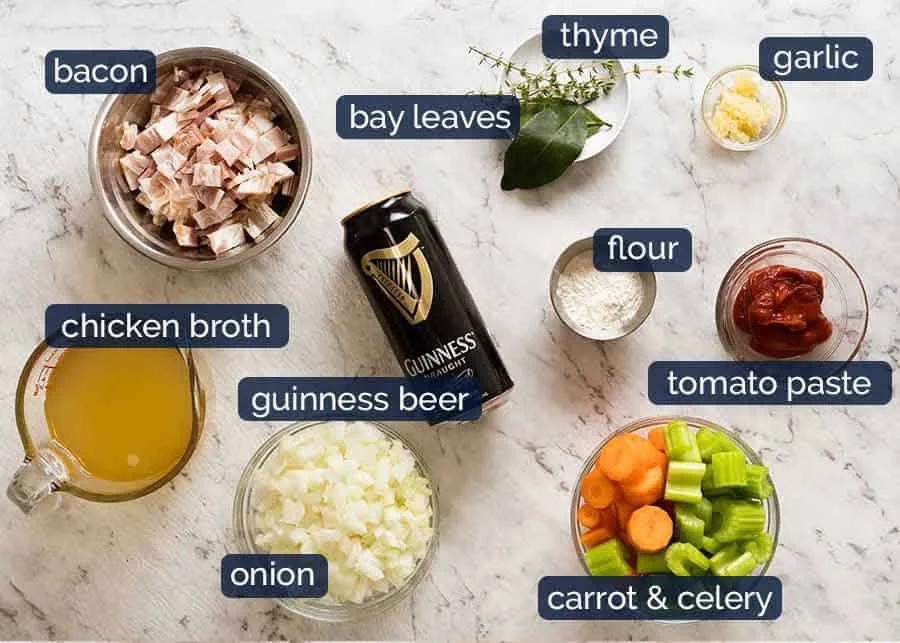 thyme
garlic
bacon
bay leaves
flour
chicken broth
GUINNESS
DRAUGHT
tomato paste
guinness beer
onion
carrot & celery